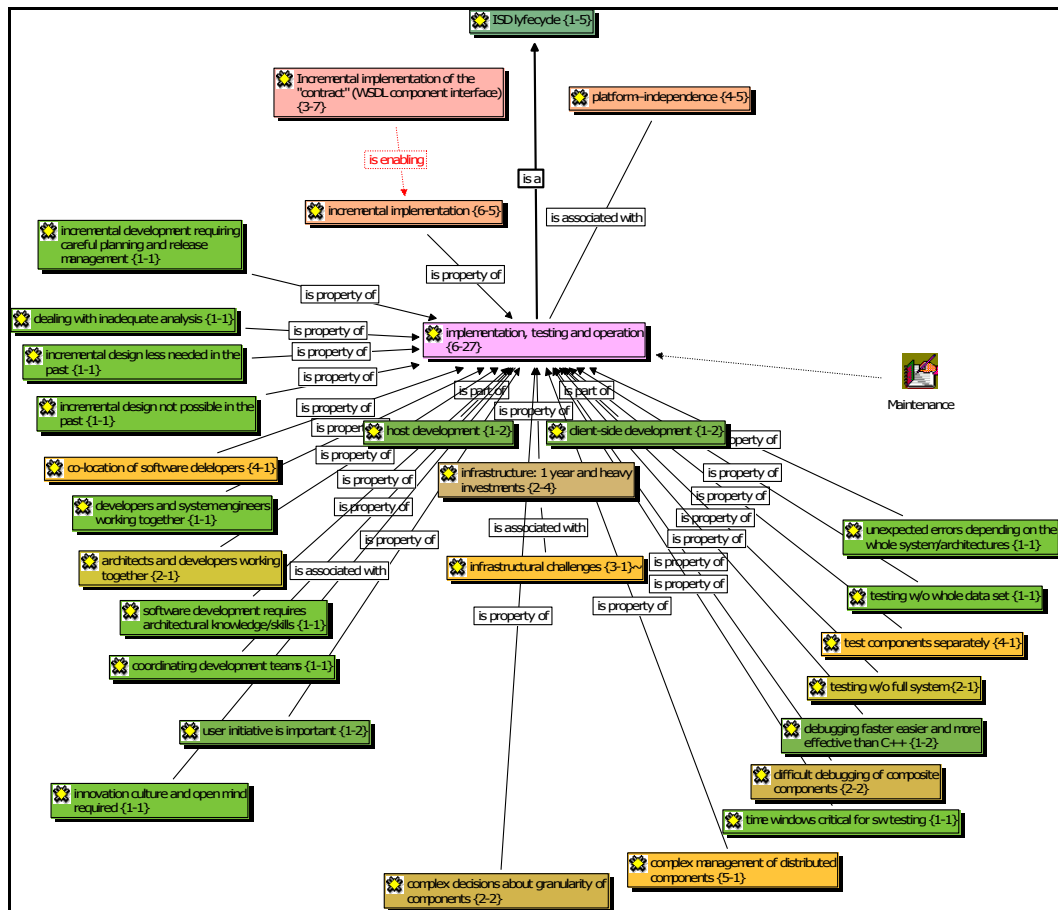 ISD lyfecycle {1-5}
Incremental implementation of the
"contract" (WSDL component interface)
{3-7}
platform-independence {4-5}
is enabling
is a
incremental implementation {6-5}
is associated with
incremental development requiring
careful planning and release
management {1-1}
is property of
is property of
dealing with inadequate analysis {1-1}
is property of
implementation, testing and operation
{6-27}
incremental design less needed in the
past {1-1}
is property of
is property of
Maintenance
incremental design not possible in the
past {1-1}
is part of
is part of
is property of
host development {1-2}
client-side development {1-2}
operty of
is property of
co-location of software delelopers {4-1}
infrastructure: 1 year and heavy
investments {2-4}
is property of
is property of
is property of
is property of
developers and system engineers
working together {1-1}
is property of
is property of
is associated with
unexpected errors depending on the
whole system/architectures {1-1}
is property of
is property of
architects and developers working
together {2-1}
is associated with
infrastructural challenges {3-1}~
is property of
is property of
testing w/o whole data set {1-1}
software development requires
architectural knowledge/skills {1-1}
is property of
is property of
test components separately {4-1}
coordinating development teams {1-1}
testing w/o full system {2-1}
user initiative is important {1-2}
debugging faster easier and more
effective than C++ {1-2}
innovation culture and open mind
required {1-1}
difficult debugging of composite
components {2-2}
time windows critical for sw testing {1-1}
complex management of distributed
components {5-1}
complex decisions about granularity of
components {2-2}